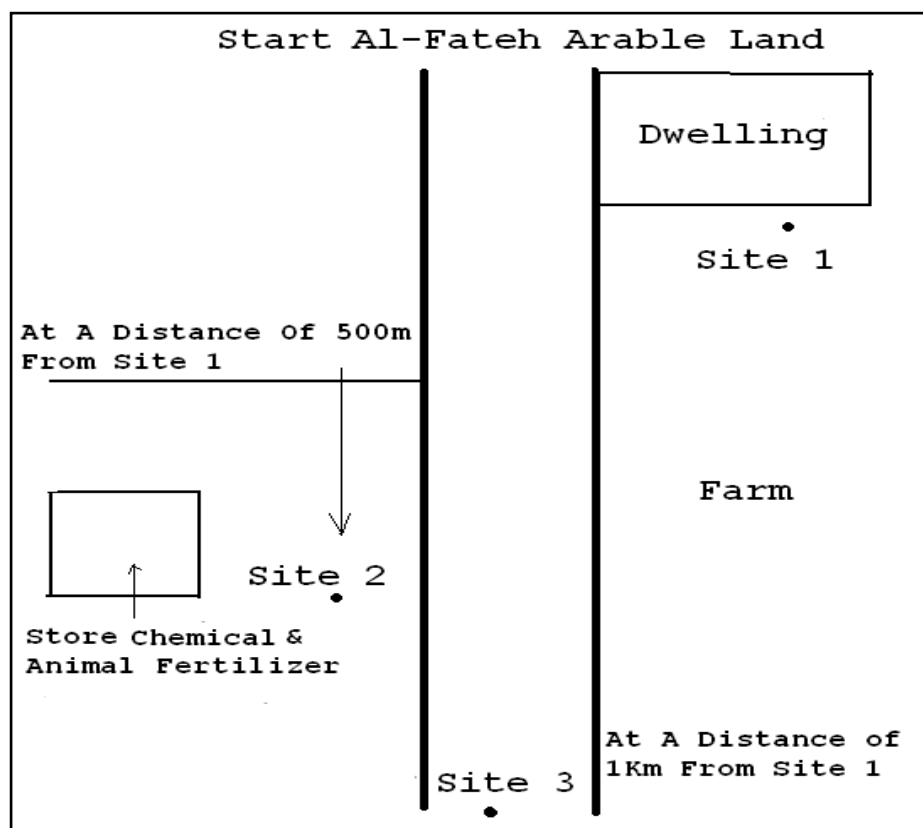 Start Al-Fateh Arable Land
Dwelling
Site 1
At A Distance Of 500m
From Site 1
Farm
Site 2
Store Chemical &
Animal Fertilizer
At A Distance of
1Km From Site 1
Site 3